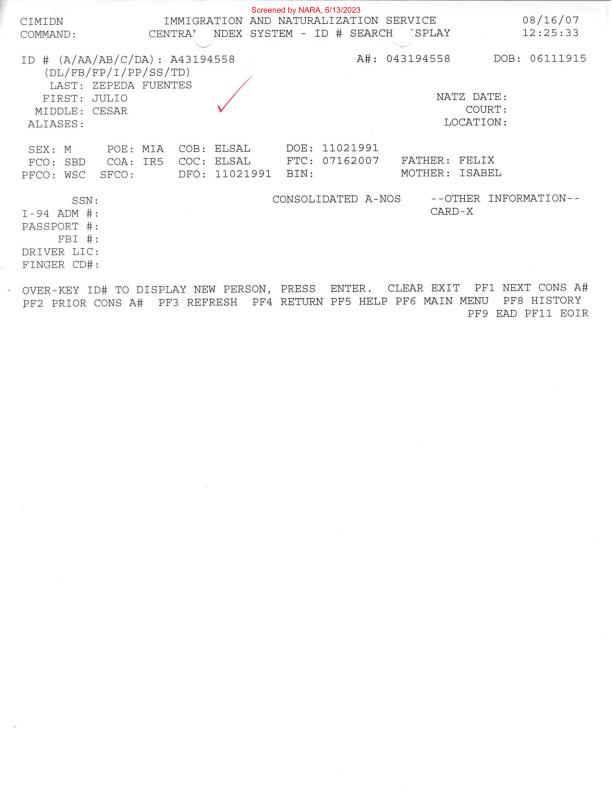 Screened by NARA, 6/13/2023
CIMIDN IMMIGRATION AND NATURALIZATION SERVICE 08/16/07
COMMAND: CENTRA NDEX SYSTEM - ID # SEARCH SPLAY 12:25:33
ID # (A/AA/AB/C/DA): A43194558 A#: 043194558 DOB: 06111915
(DL/FB/FP/I/PP/SS/TD)
LAST: ZEPEDA FUENTES
FIRST: JULIO NATZ DATE:
MIDDLE: CESAR COURT:
ALIASES: LOCATION:
SEX: M POE: MIA COB: ELSAL DOE: 11021991
FCO: SBD COA: IR5 COC: ELSAL FTC: 07162007 FATHER: FELIX
PFCO: WSC SFCO: DFO: 11021991 BIN: MOTHER: ISABEL
SSN: CONSOLIDATED A-NOS --OTHER INFORMATION--
I-94 ADM #: CARD-X
PASSPORT #:
FBI #:
DRIVER LIC:
FINGER CD#:
OVER-KEY ID# TO DISPLAY NEW PERSON, PRESS ENTER. CLEAR EXIT PF1 NEXT CONS A#
PF2 PRIOR CONS A# PF3 REFRESH PF4 RETURN PF5 HELP PF6 MAIN MENU PF8 HISTORY
PF9 EAD PF11 EOIR